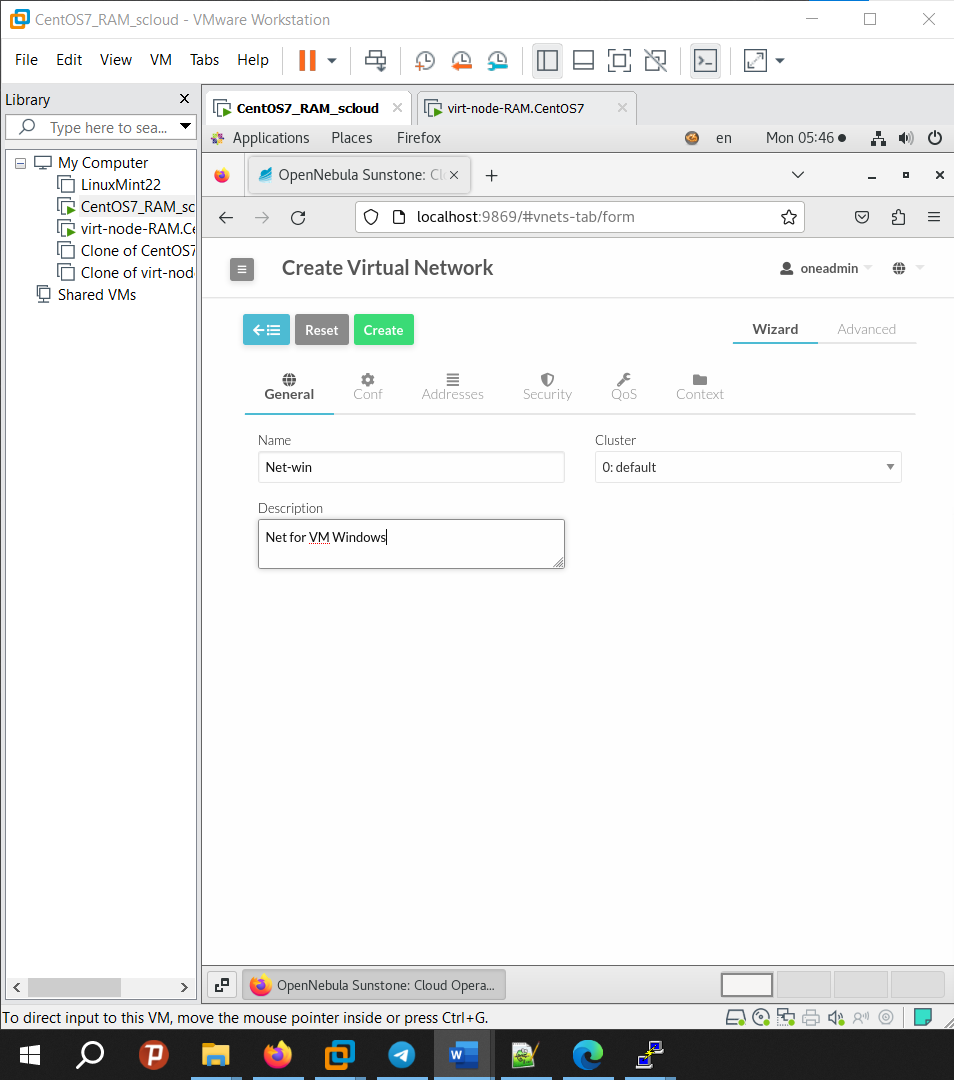 CentOS7_RAM_scloud - VMware Workstation
File Edit View VM Tabs Help
Library
Type here to sea...
My Computer
LinuxMint22
CentOS7_RAM_sc
virt-node-RAM.Ce
Clone of CentOS7
Clone of virt-nod
Shared VMs
CentOS7_RAM_scloud
virt-node-RAM.CentOS7
Applications Places Firefox en Mon 05:46
OpenNebula Sunstone: Cl
localhost:9869/#vnets-tab/form
Create Virtual Network
oneadmin
Reset Create
Wizard Advanced
General Conf Addresses Security QoS Context
Name
Net-win
Cluster
0: default
Description
Net for VM Windows
OpenNebula Sunstone: Cloud Opera...
To direct input to this VM, move the mouse pointer inside or press Ctrl+G.